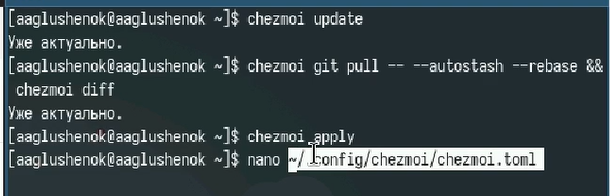 [aaglushenok@aaglushenok ~]$ chezmoi update
Уже актуально.
[aaglushenok@aaglushenok ~]$ chezmoi git pull -- --autostash --rebase &&
chezmoi diff
Уже актуально.
[aaglushenok@aaglushenok ~]$ chezmoi apply
[aaglushenok@aaglushenok ~]$ nano ~/.config/chezmoi/chezmoi.toml